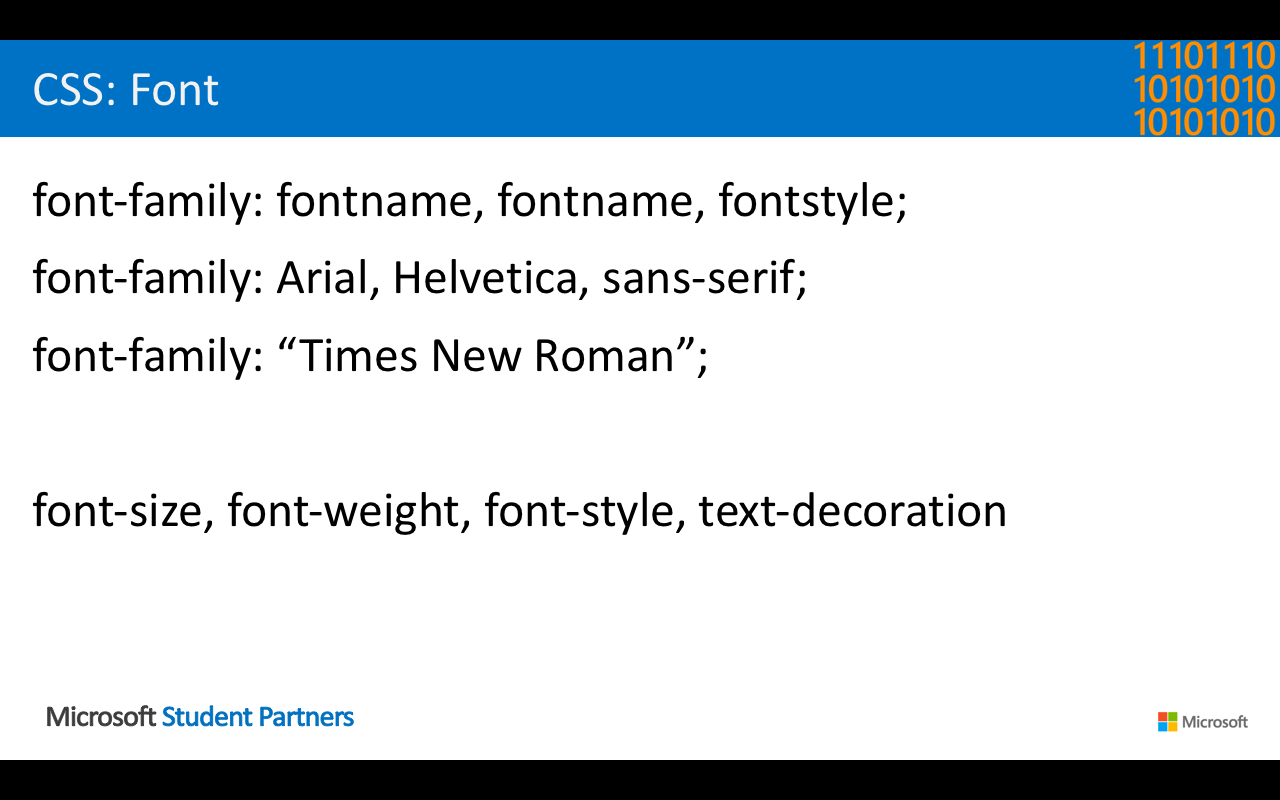 CSS: Font
11101110
10101010
10101010
font-family: fontname, fontname, fontstyle;
font-family: Arial, Helvetica, sans-serif;
font-family: “Times New Roman”;
font-size, font-weight, font-style, text-decoration
Microsoft Student Partners
Microsoft